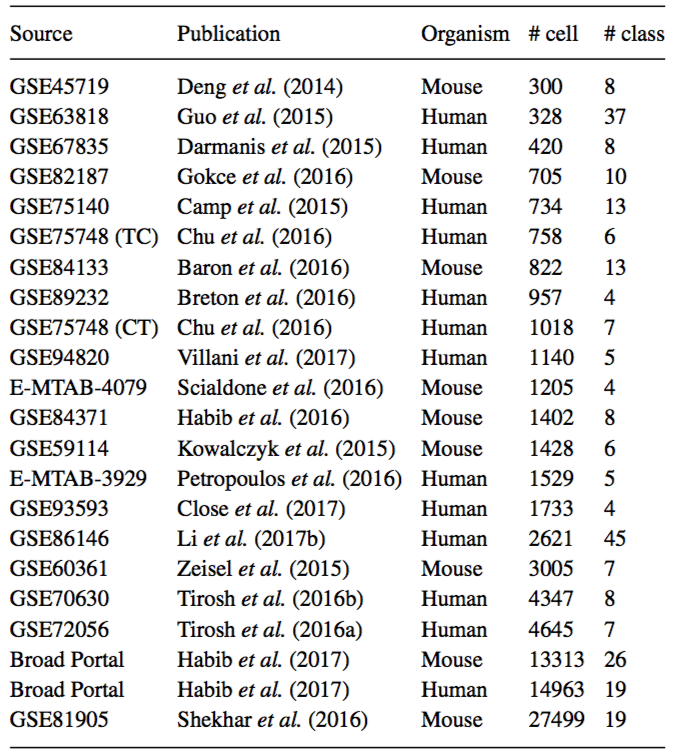 Source Publication Organism # cell # class
GSE45719 Deng et al. (2014) Mouse 300 8
GSE63818 Guo et al. (2015) Human 328 37
GSE67835 Darmanis et al. (2015) Human 420 8
GSE82187 Gokce et al. (2016) Mouse 705 10
GSE75140 Camp et al. (2015) Human 734 13
GSE75748 (TC) Chu et al. (2016) Human 758 6
GSE84133 Baron et al. (2016) Mouse 822 13
GSE89232 Breton et al. (2016) Human 957 4
GSE75748 (CT) Chu et al. (2016) Human 1018 7
GSE94820 Villani et al. (2017) Human 1140 5
E-MTAB-4079 Scialdone et al. (2016) Mouse 1205 4
GSE84371 Habib et al. (2016) Mouse 1402 8
GSE59114 Kowalczyk et al. (2015) Mouse 1428 6
E-MTAB-3929 Petropoulos et al. (2016) Human 1529 5
GSE93593 Close et al. (2017) Human 1733 4
GSE86146 Li et al. (2017b) Human 2621 45
GSE60361 Zeisel et al. (2015) Mouse 3005 7
GSE70630 Tirosh et al. (2016b) Human 4347 8
GSE72056 Tirosh et al. (2016a) Human 4645 7
Broad Portal Habib et al. (2017) Mouse 13313 26
Broad Portal Habib et al. (2017) Human 14963 19
GSE81905 Shekhar et al. (2016) Mouse 27499 19